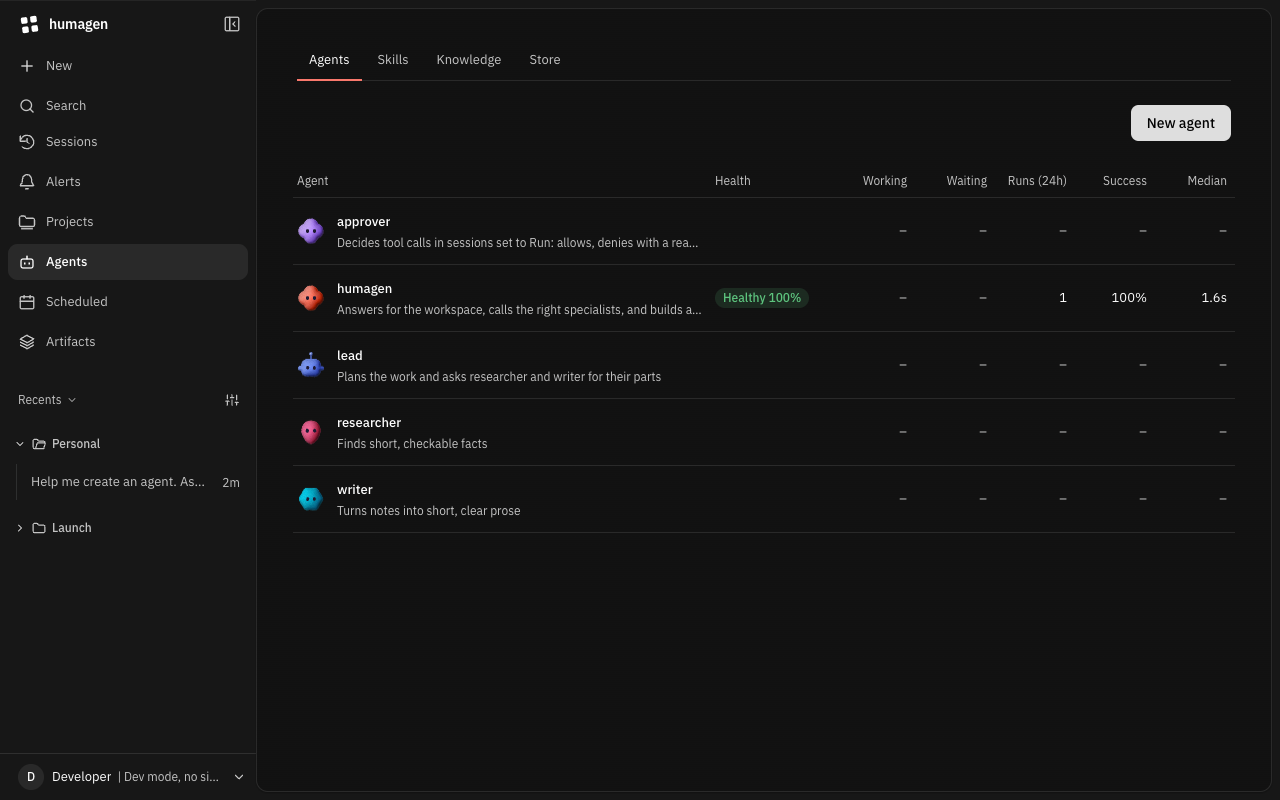 humagen
New
Search
Sessions
Alerts
Projects
Agents
Scheduled
Artifacts
Recents
Personal
Help me create an agent. As... 2m
Launch
D Developer | Dev mode, no si...
Agents Skills Knowledge Store
New agent
Agent Health Working Waiting Runs (24h) Success Median
approver
Decides tool calls in sessions set to Run: allows, denies with a rea...
– – – – –
humagen
Answers for the workspace, calls the right specialists, and builds a...
Healthy 100% – – 1 100% 1.6s
lead
Plans the work and asks researcher and writer for their parts
– – – – –
researcher
Finds short, checkable facts
– – – – –
writer
Turns notes into short, clear prose
– – – – –